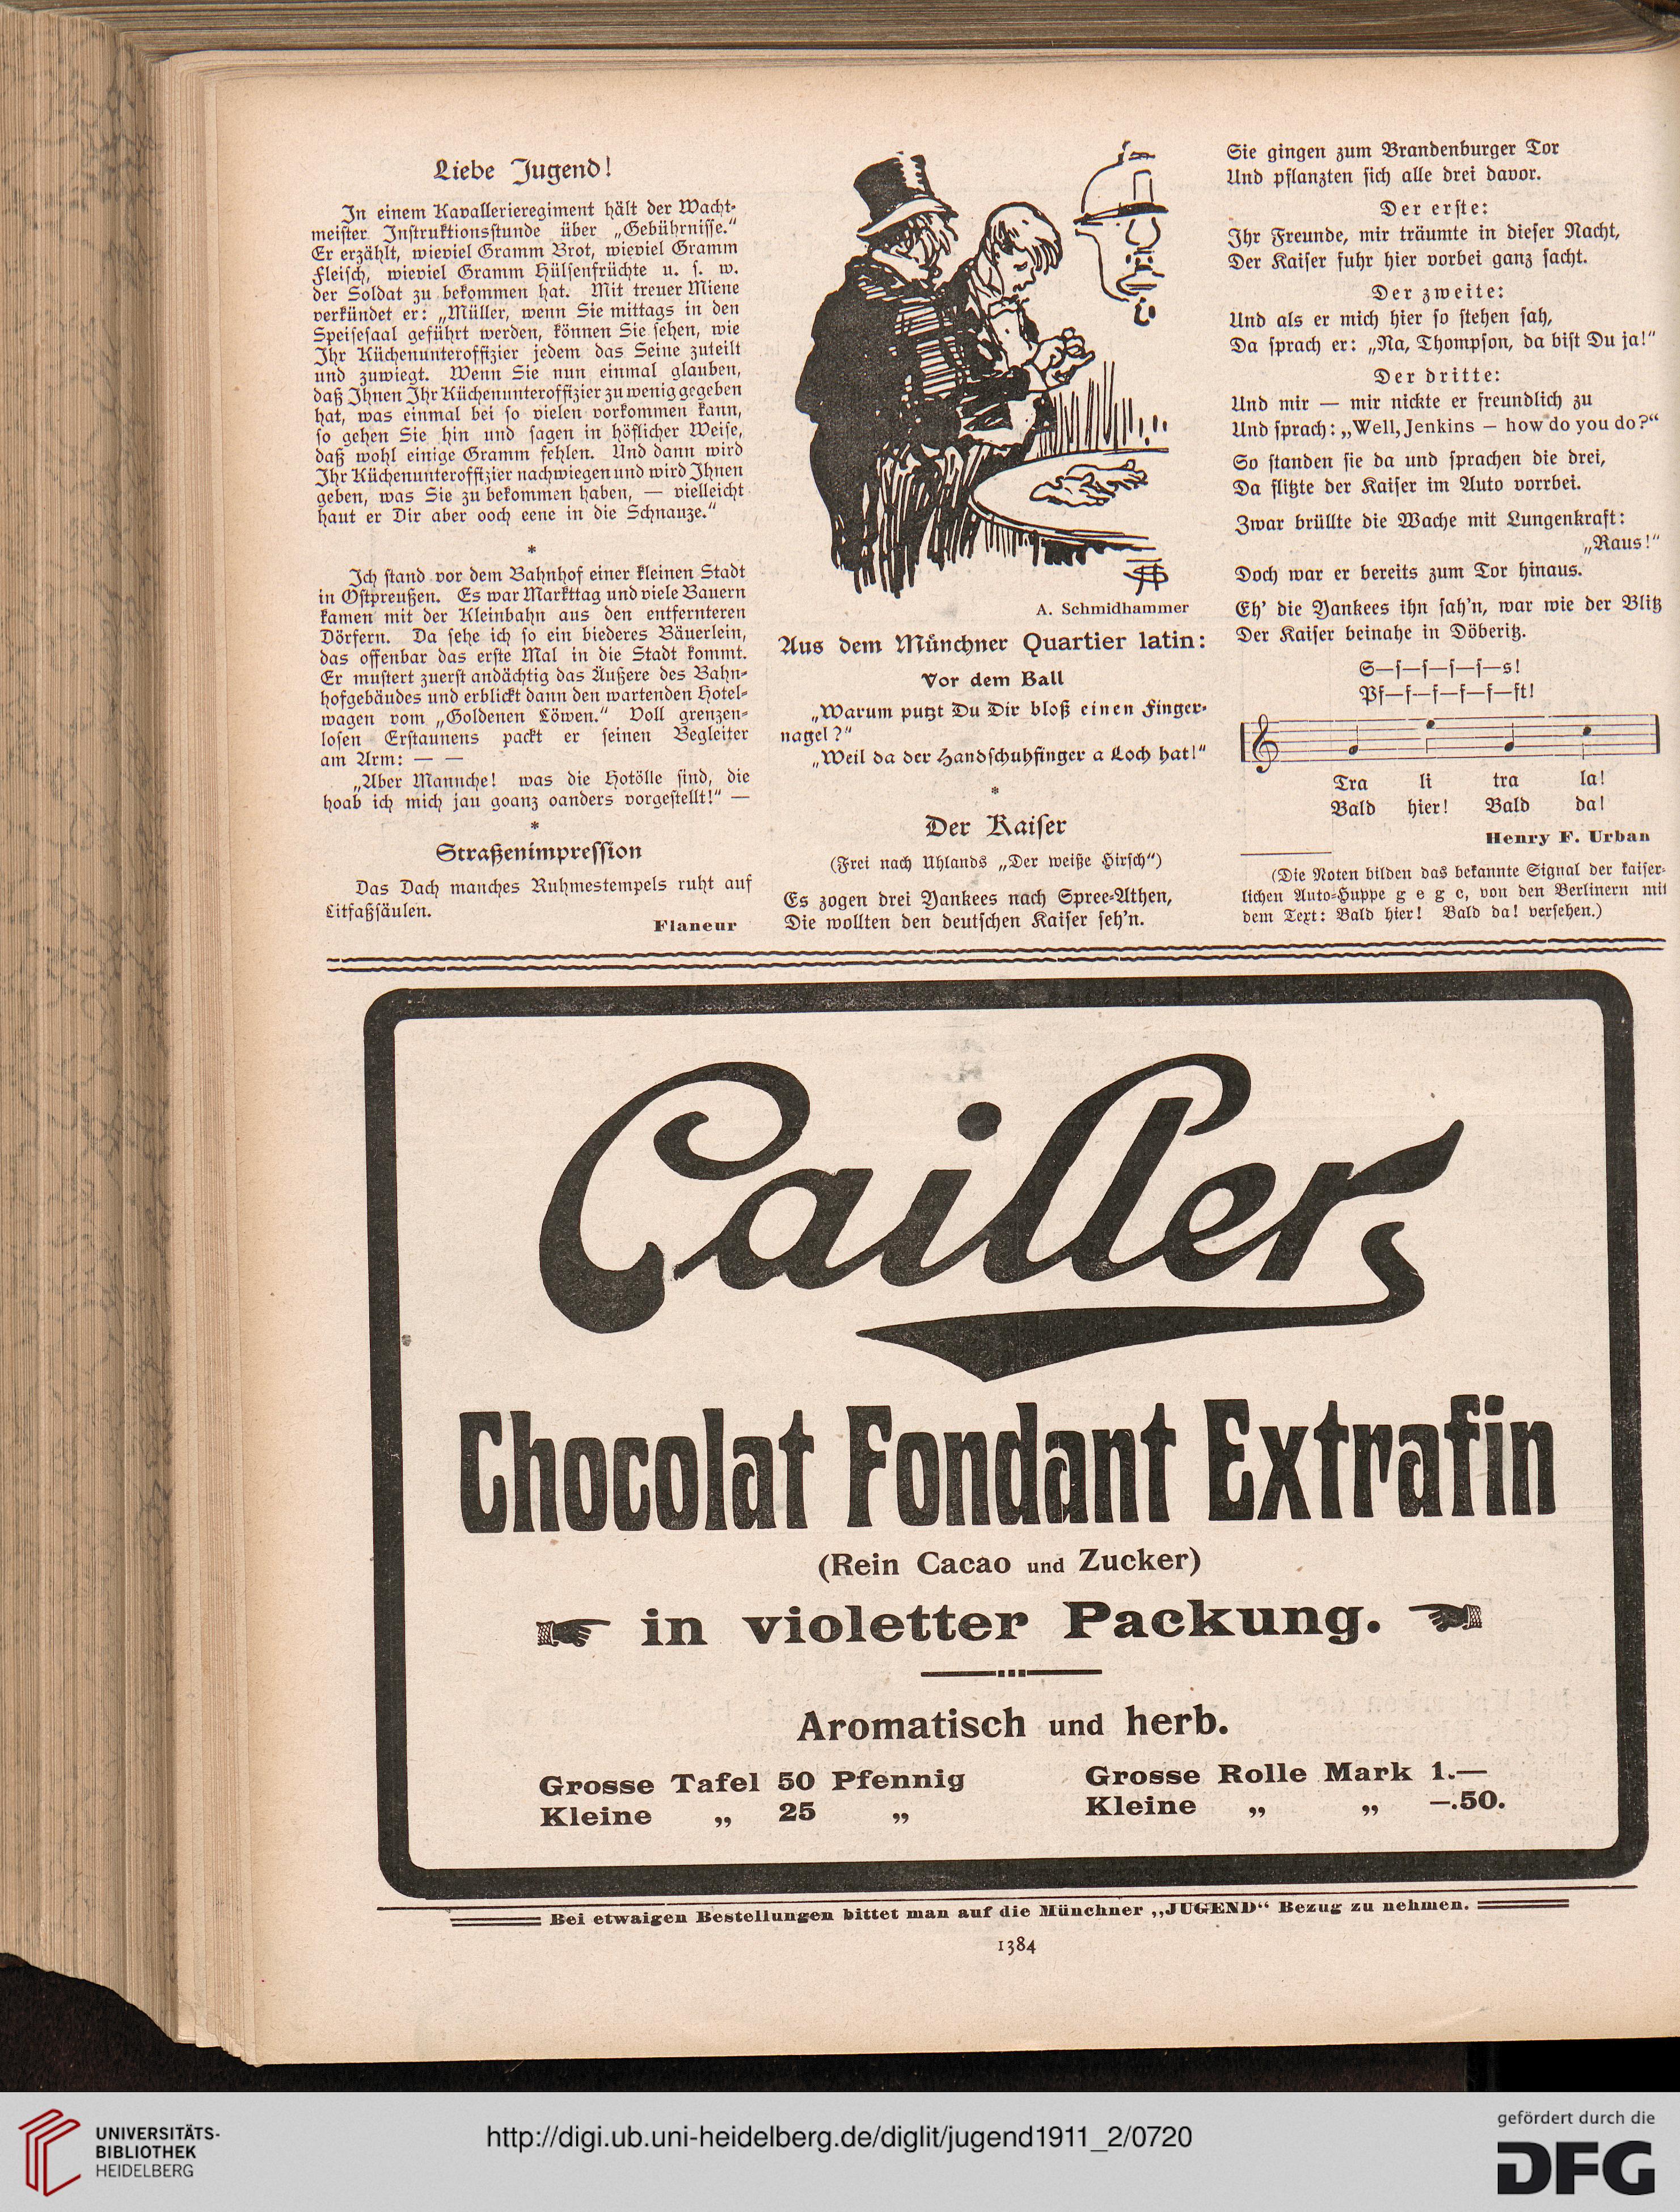 Liebe Jugend!
In einem Kavallerieregiment hält der Wacht-
meister Instruktionsstunde über „Gebührnisse.“
Er erzählt, wieviel Gramm Brot, wieviel Gramm
Fleisch, wieviel Gramm Hülsenfrüchte u. s. w.
der Soldat zu bekommen hat. Mit treuer Miene
verkündet er: „Müller, wenn Sie mittags in den
Speisesaal geführt werden, können Sie sehen, wie
Ihr Küchenunteroffizier jedem das Seine zuteilt
und zuwiegt. Wenn Sie nun einmal glauben,
daß Ihnen Ihr Küchenunteroffizier zu wenig gegeben
hat, was einmal bei so vielen vorkommen kann,
so gehen Sie hin und sagen in höflicher Weise,
daß wohl einige Gramm fehlen. Und dann wird
Ihr Küchenunteroffizier nachwiegen und wird Ihnen
geben, was Sie zu bekommen haben, — vielleicht
haut er Dir aber ooch eene in die Schnauze.“
*
Ich stand vor dem Bahnhof einer kleinen Stadt
in Ostpreußen. Es war Markttag und viele Bauern
kamen mit der Kleinbahn aus den entfernteren
Dörfern. Da sehe ich so ein biederes Bäuerlein,
das offenbar das erste Mal in die Stadt kommt.
Er mustert zuerst andächtig das Äußere des Bahn-
hofgebäudes und erblickt dann den wartenden Hotel-
wagen vom „Goldenen Löwen.“ Voll grenzen-
losen Erstaunens packt er seinen Begleiter
am Arm: — —
„Aber Mannche! was die Hotölle sind, die
hoab ich mich jau goanz oanders vorgestellt!“ —
*
Straßenimpression
Das Dach manches Ruhmestempels ruht auf
Litfaßsäulen.
Flaneur
A. Schmidhammer
Aus dem Münchner Quartier latin:
Vor dem Ball
„Warum putzt Du Dir bloß einen Finger-
nagel?“
„Weil da der Handschuhfinger a Loch hat!“
*
Der Kaiser
(Frei nach Uhlands „Der weiße Hirsch“)
Es zogen drei Yankees nach Spree-Athen,
Die wollten den deutschen Kaiser seh’n.
Sie gingen zum Brandenburger Tor
Und pflanzten sich alle drei davor.
Der erste:
Ihr Freunde, mir träumte in dieser Nacht,
Der Kaiser fuhr hier vorbei ganz sacht.
Der zweite:
Und als er mich hier so stehen sah,
Da sprach er: „Na, Thompson, da bist Du ja!“
Der dritte:
Und mir — mir nickte er freundlich zu
Und sprach: „Well, Jenkins – how do you do?“
So standen sie da und sprachen die drei,
Da flitzte der Kaiser im Auto vorrbei.
Zwar brüllte die Wache mit Lungenkraft:
„Raus!“
Doch war er bereits zum Tor hinaus.
Eh’ die Yankees ihn sah’n, war wie der Blitz
Der Kaiser beinahe in Döberitz.
S—s—s—s—s—s!
Pf—f—f—f—f—ft!
Tra li tra la!
Bald hier! Bald da!
Henry F. Urban
(Die Noten bilden das bekannte Signal der kaiser-
lichen Auto-Huppe g e g c, von den Berlinern mit
dem Text: Bald hier! Bald da! versehen.)
Cailler's
Chocolat Fondant Extrafin
(Rein Cacao und Zucker)
in violetter Packung.
Aromatisch und herb.
Grosse Tafel 50 Pfennig
Kleine „ 25 „
Grosse Rolle Mark 1.—
Kleine „ „ —.50.
Bei etwaigen Bestellungen bittet man auf die Münchner „JUGEND“ Bezug zu nehmen.
1384
UNIVERSITÄTS-
BIBLIOTHEK
HEIDELBERG
http://digi.ub.uni-heidelberg.de/diglit/jugend1911_2/0720
gefördert durch die
DFG